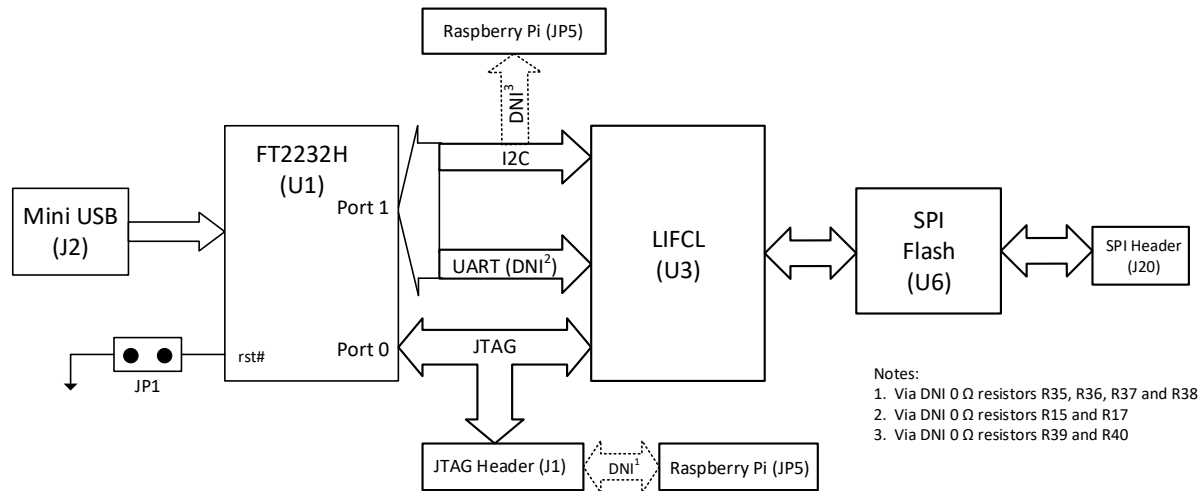 Raspberry Pi (JP5)
DNI3
FT2232H
(U1)
I2C
Port 1
Mini USB
(J2)
LIFCL
(U3)
SPI
Flash
(U6)
SPI Header
(J20)
UART (DNI2)
rst#
Port 0
JTAG
JP1
Notes:
1. Via DNI 0 Ω resistors R35, R36, R37 and R38
2. Via DNI 0 Ω resistors R15 and R17
3. Via DNI 0 Ω resistors R39 and R40
JTAG Header (J1)
DNI1
Raspberry Pi (JP5)